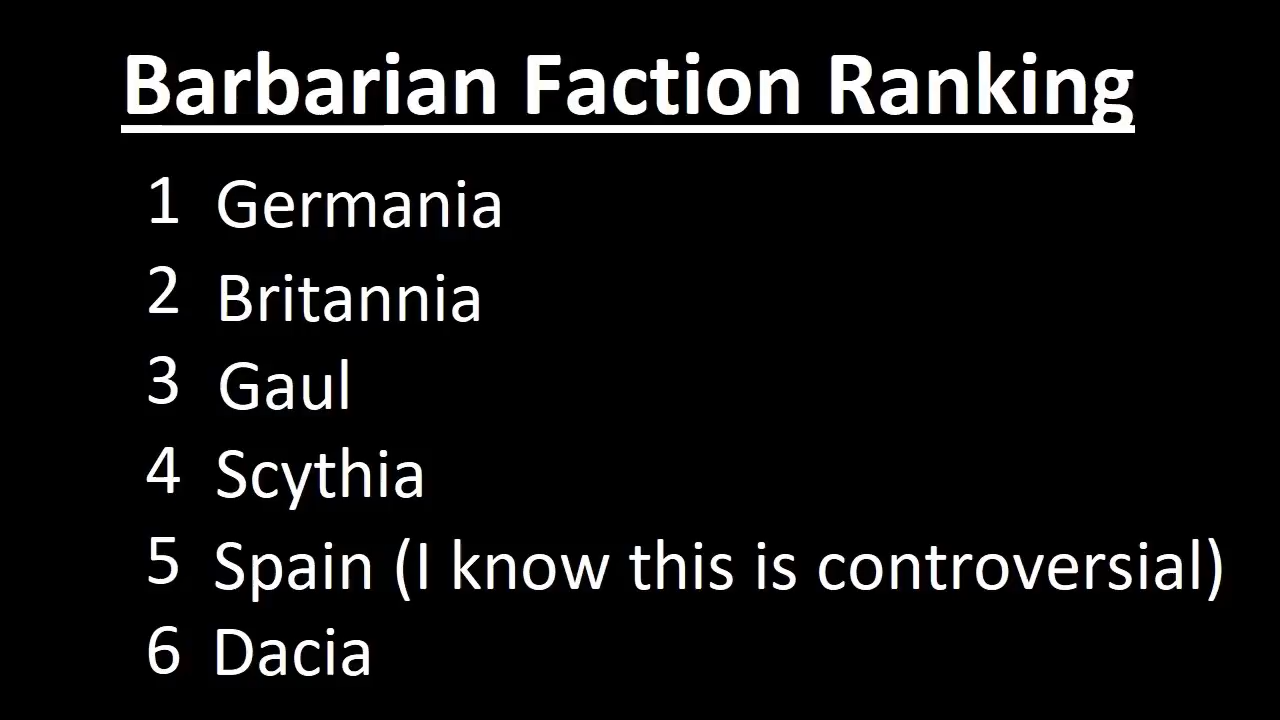 Barbarian Faction Ranking
1 Germania
2 Britannia
3 Gaul
4 Scythia
5 Spain (I know this is controversial)
6 Dacia